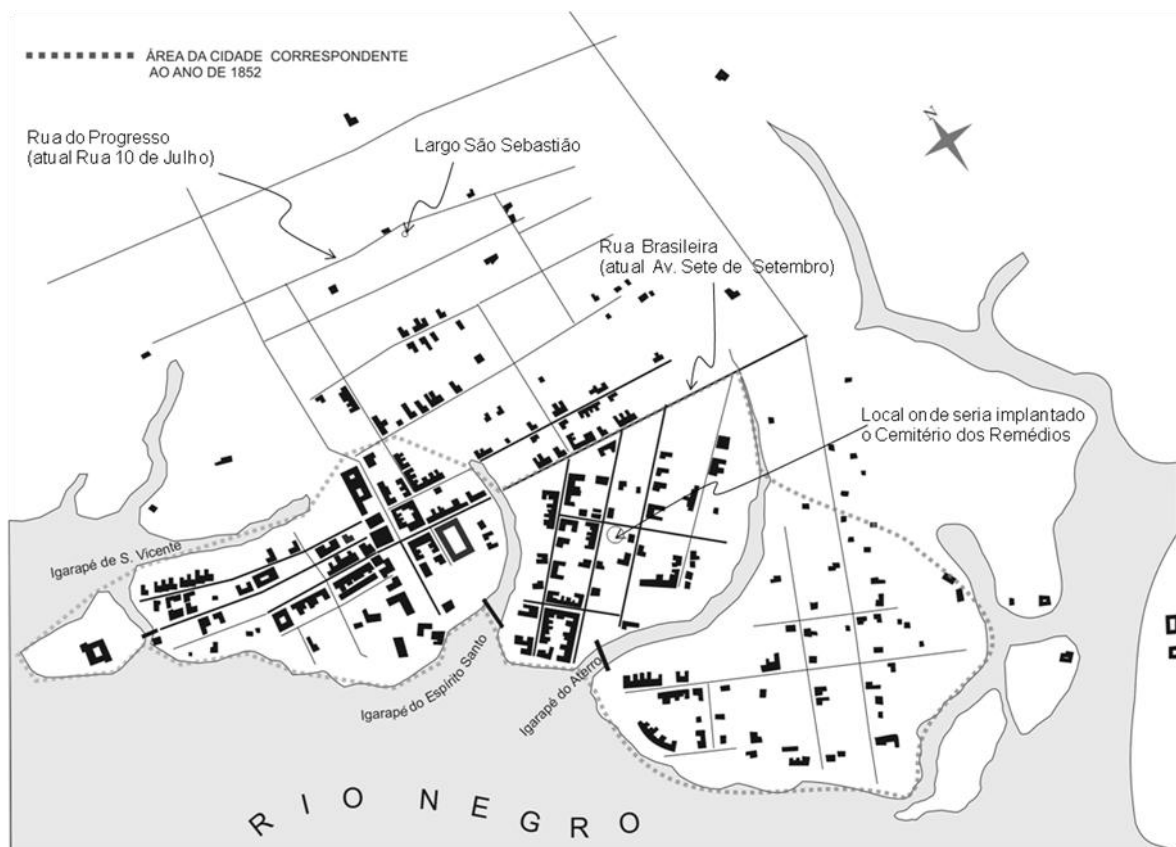 ÁREA DA CIDADE CORRESPONDENTE
AO ANO DE 1852
N
Rua do Progresso
(atual Rua 10 de Julho)
Largo São Sebastião
Rua Brasileira
(atual Av. Sete de Setembro)
Local onde seria implantado
o Cemitério dos Remédios
Igarapé de S. Vicente
Igarapé do Espírito Santo
Igarapé do Aterro
RIO NEGRO